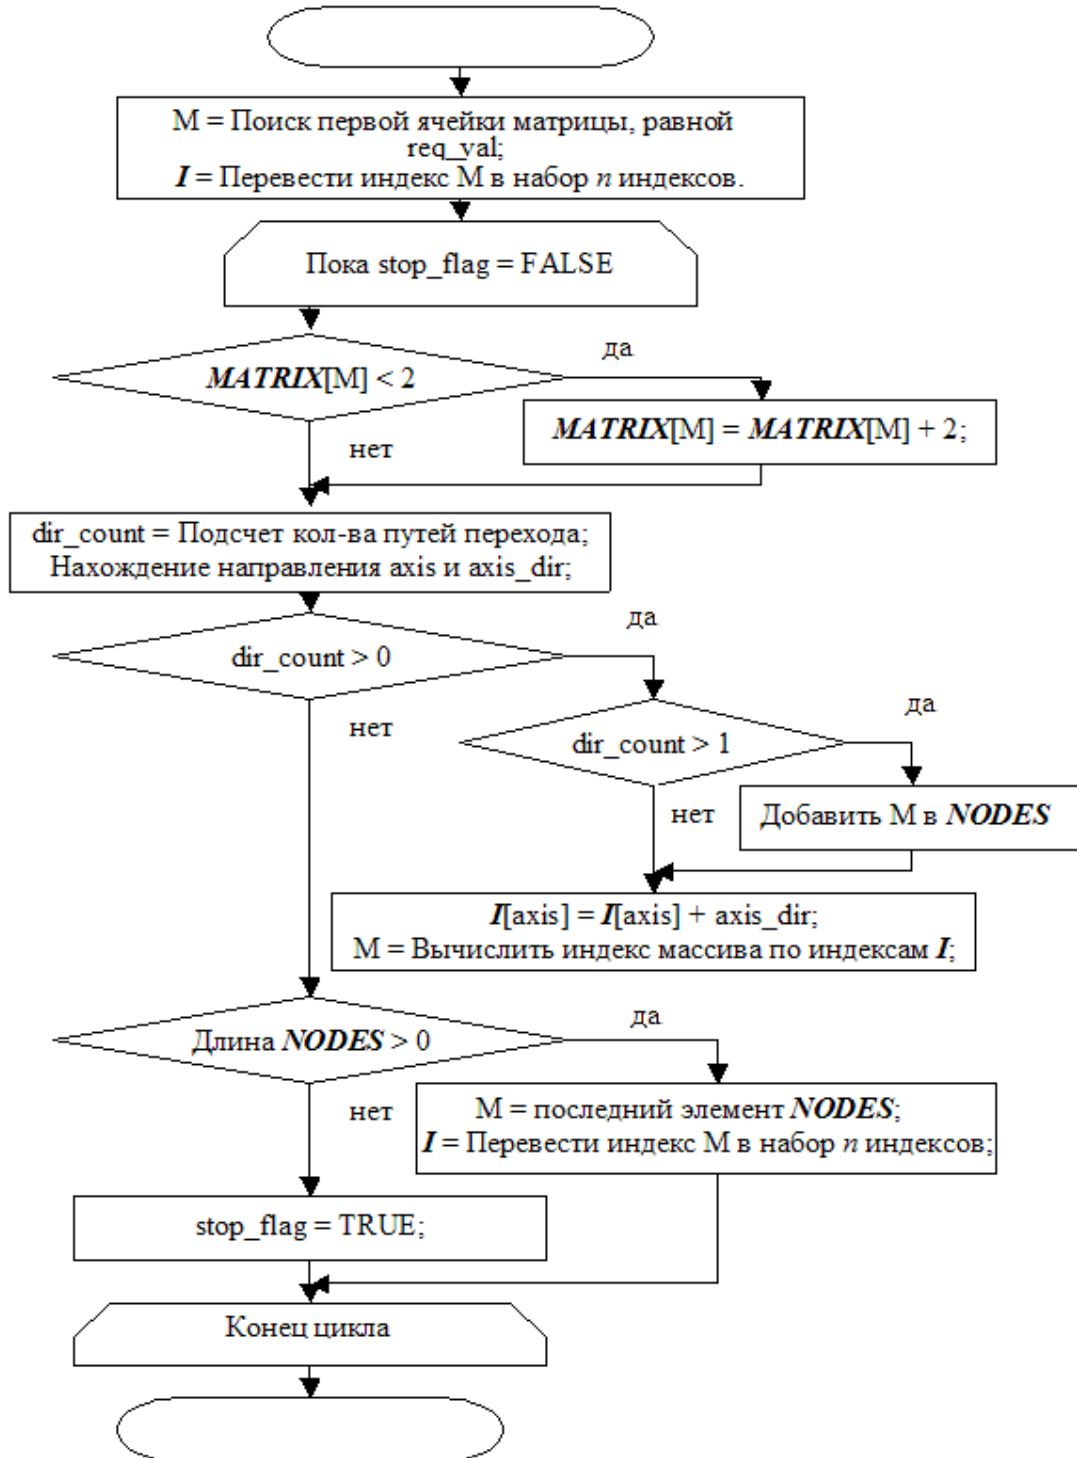 M = Поиск первой ячейки матрицы, равной
req_val;
I = Перевести индекс M в набор n индексов.
Пока stop_flag = FALSE
да
MATRIX[M] < 2
MATRIX[M] = MATRIX[M] + 2;
нет
dir_count = Подсчет кол-ва путей перехода;
Нахождение направления axis и axis_dir;
да
dir_count > 0
да
нет
dir_count > 1
нет
Добавить M в NODES
I[axis] = I[axis] + axis_dir;
M = Вычислить индекс массива по индексам I;
да
Длина NODES > 0
нет
M = последний элемент NODES;
I = Перевести индекс M в набор n индексов;
stop_flag = TRUE;
Конец цикла